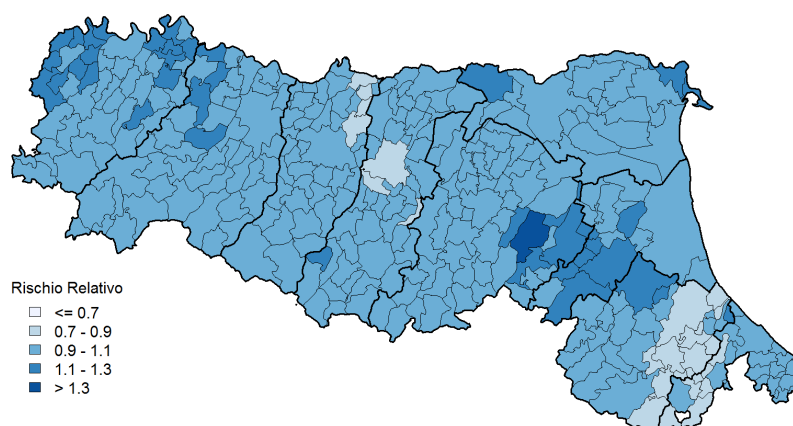 Rischio Relativo
<= 0.7
0.7 - 0.9
0.9 - 1.1
1.1 - 1.3
> 1.3